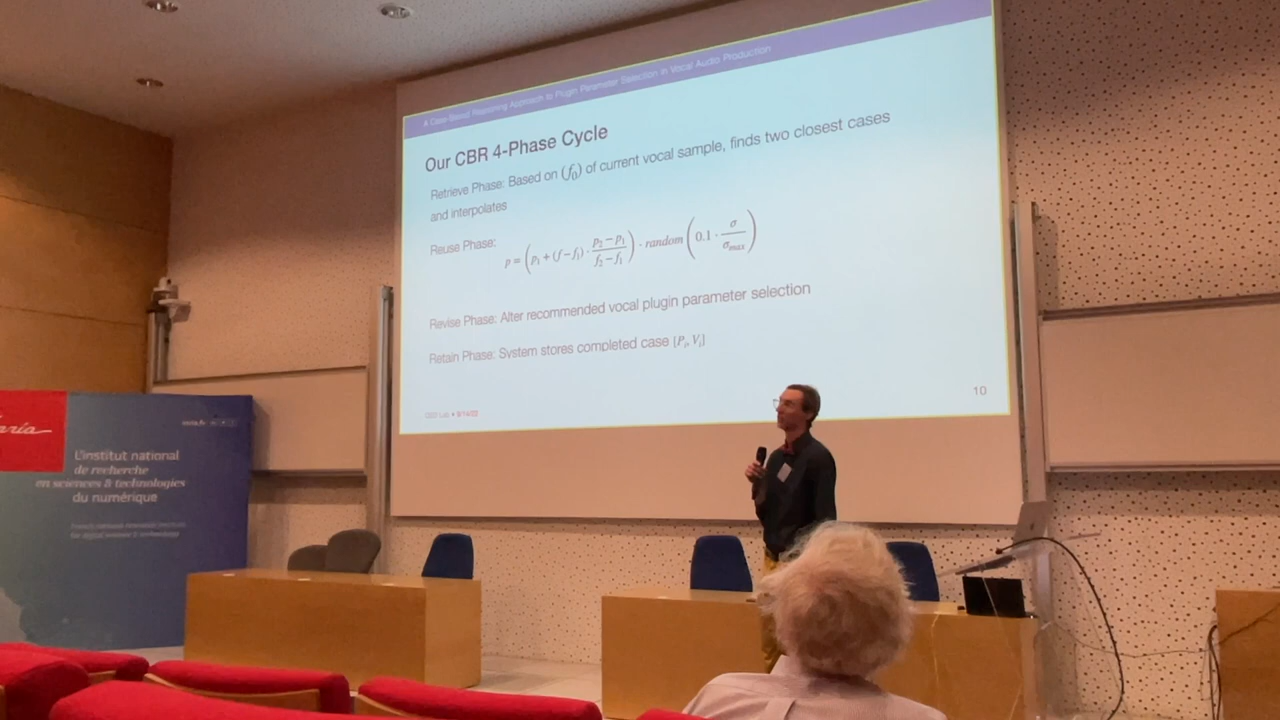 A Case-Based Reasoning Approach to Plugin Parameter Selection in Vocal Audio Production
Our CBR 4-Phase Cycle
Retrieve Phase: Based on (f₀) of current vocal sample, finds two closest cases
and interpolates
Reuse Phase: p = (p₁ + (f − f₁) · (p₂ − p₁)/(f₂ − f₁)) · random(0.1 · σ/σmax)
Revise Phase: Alter recommended vocal plugin parameter selection
Retain Phase: System stores completed case [Pᵢ, Vᵢ]
10
L'institut national
de recherche
en sciences & technologies
du numérique